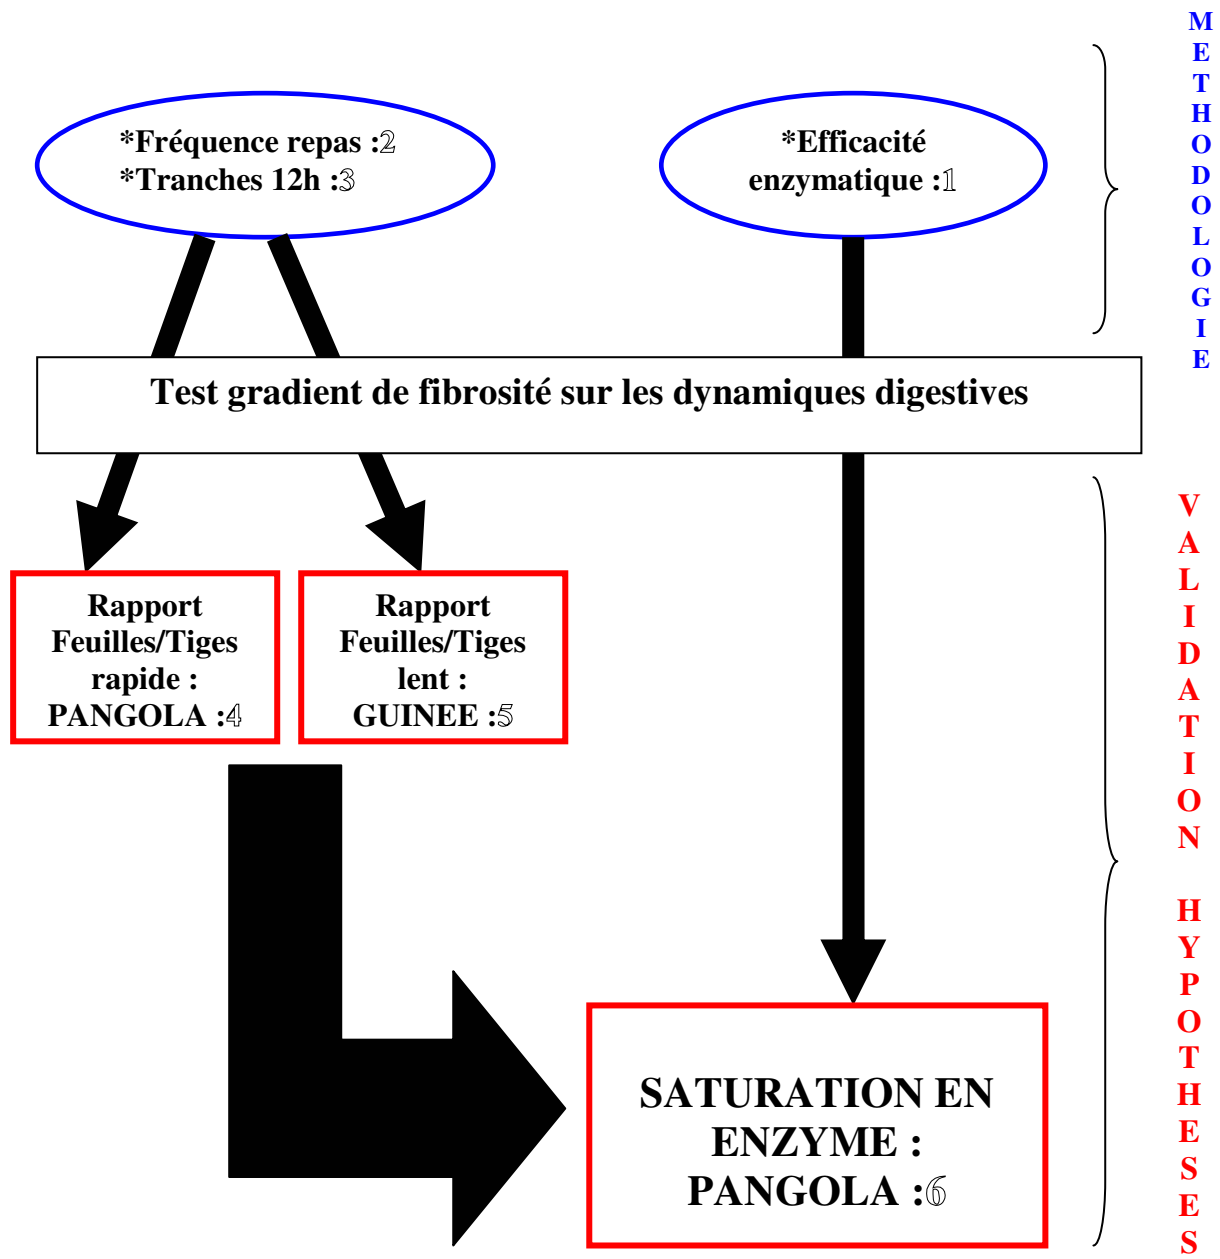 *Fréquence repas :2
*Tranches 12h :3
*Efficacité
enzymatique :1
METHODOLOGIE
Test gradient de fibrosité sur les dynamiques digestives
Rapport
Feuilles/Tiges
rapide :
PANGOLA :4
Rapport
Feuilles/Tiges
lent :
GUINEE :5
SATURATION EN
ENZYME :
PANGOLA :6
VALIDATION HYPOTHESES